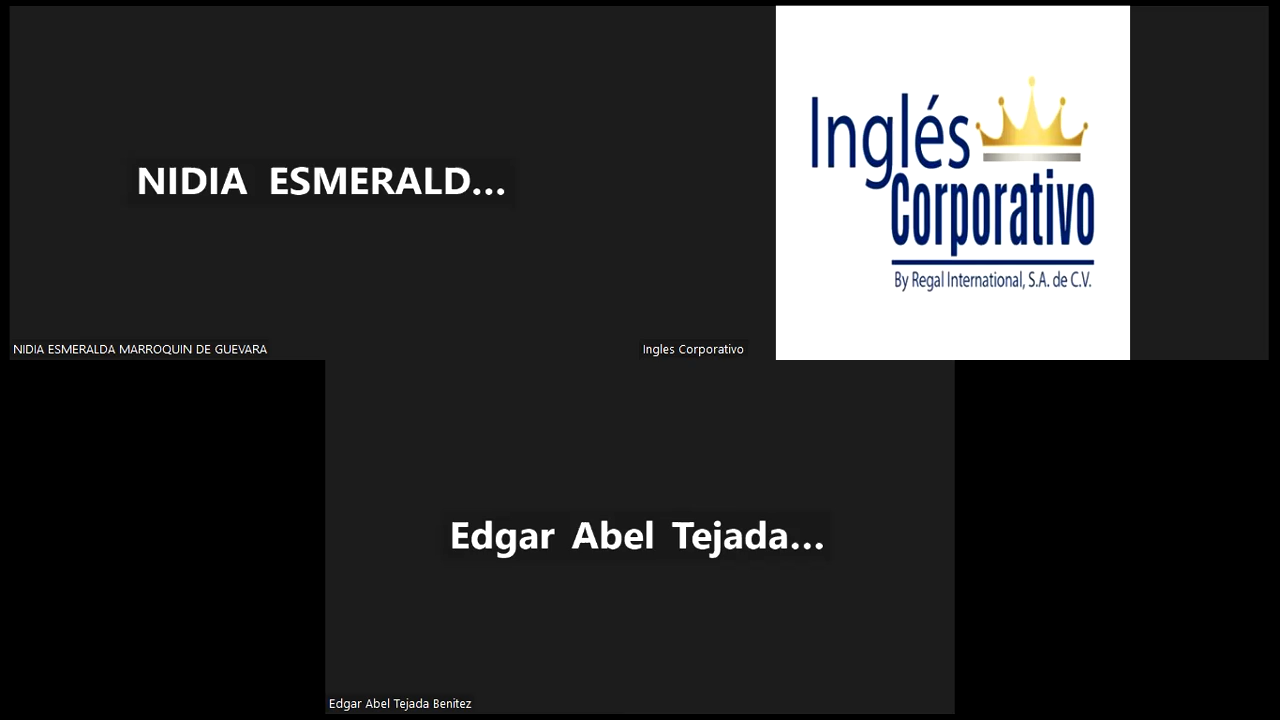 NIDIA ESMERALD...
NIDIA ESMERALDA MARROQUIN DE GUEVARA
Inglés
Corporativo
By Regal International, S.A. de C.V.
Ingles Corporativo
Edgar Abel Tejada...
Edgar Abel Tejada Benitez